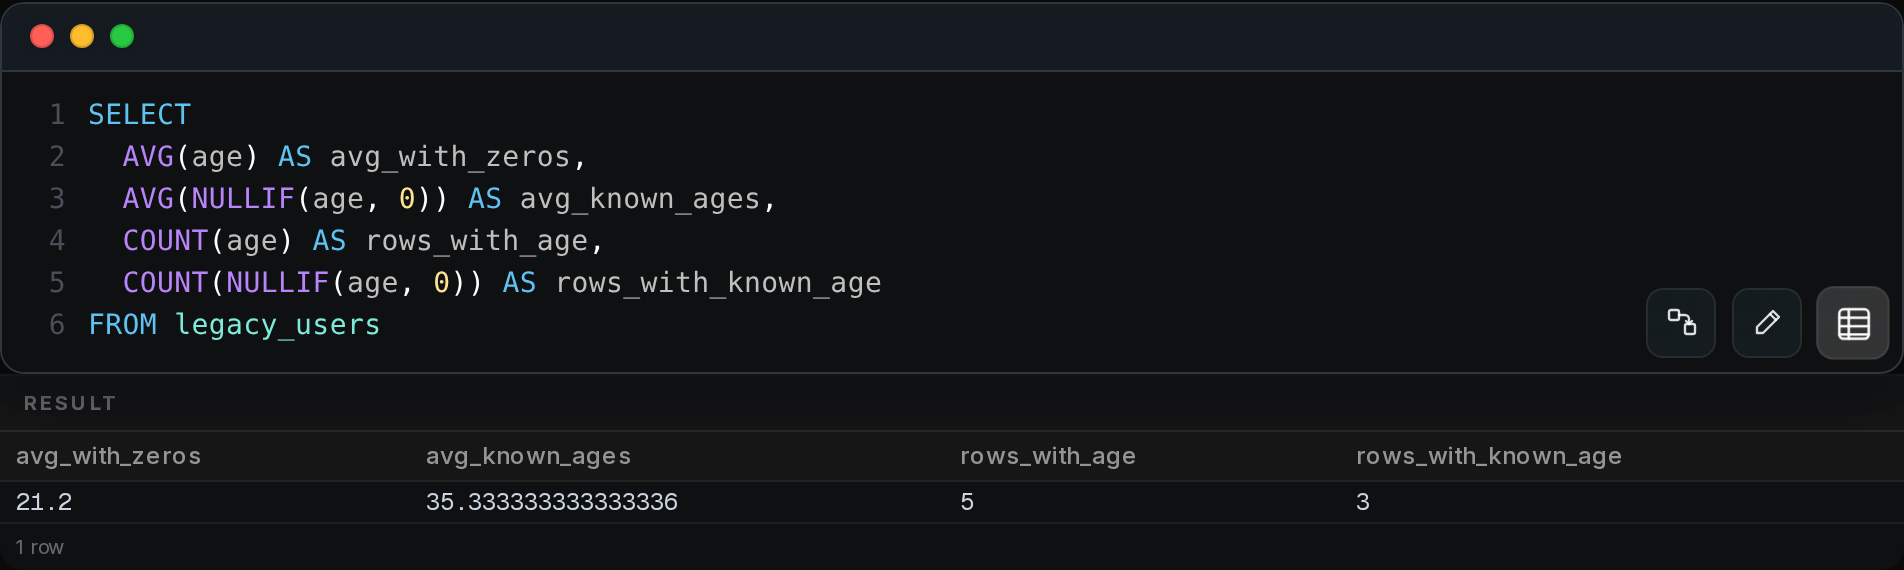 1 SELECT
2   AVG(age) AS avg_with_zeros,
3   AVG(NULLIF(age, 0)) AS avg_known_ages,
4   COUNT(age) AS rows_with_age,
5   COUNT(NULLIF(age, 0)) AS rows_with_known_age
6 FROM legacy_users
RESULT
avg_with_zeros avg_known_ages rows_with_age rows_with_known_age
21.2 35.333333333333336 5 3
1 row